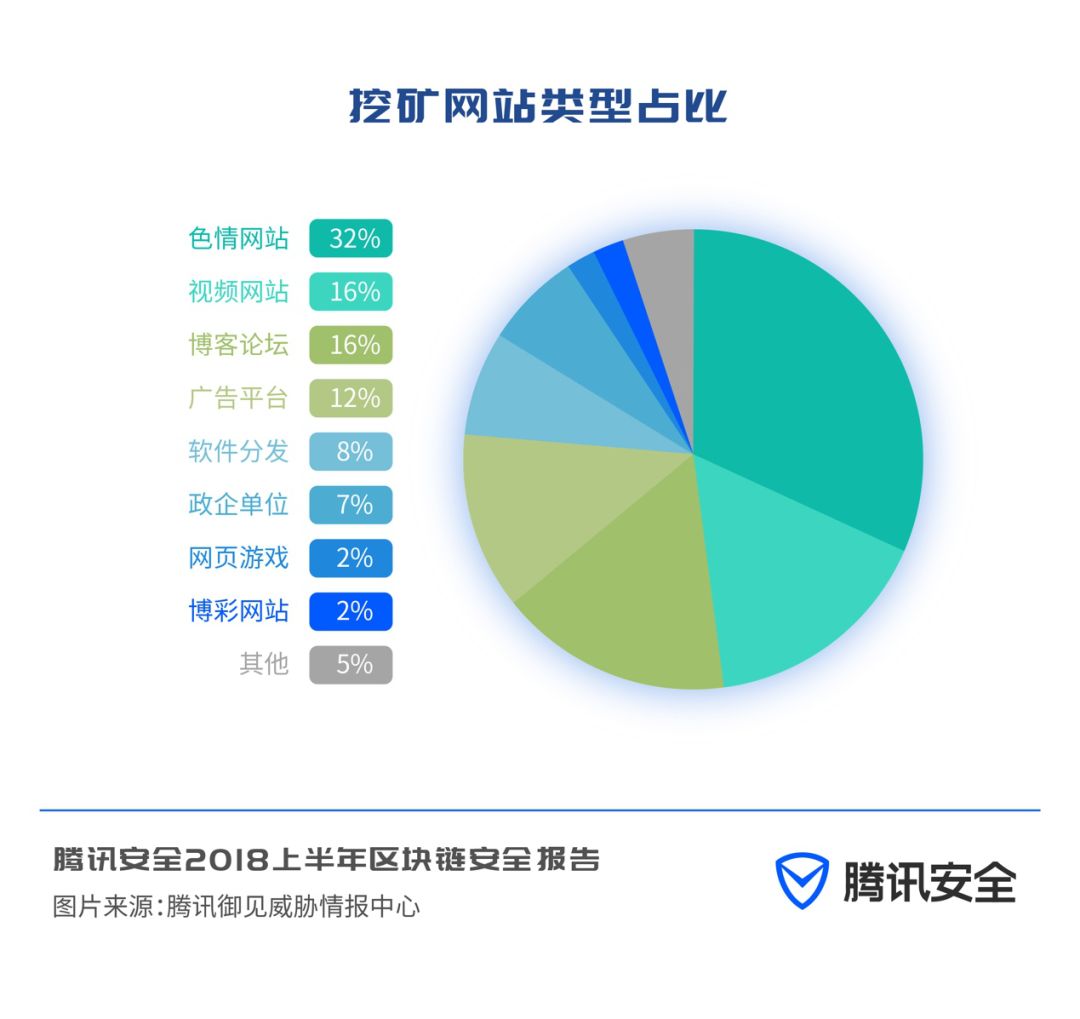 挖矿网站类型占比
色情网站 32%
视频网站 16%
博客论坛 16%
广告平台 12%
软件分发 8%
政企单位 7%
网页游戏 2%
博彩网站 2%
其他 5%
腾讯安全2018上半年区块链安全报告
图片来源:腾讯御见威胁情报中心
腾讯安全